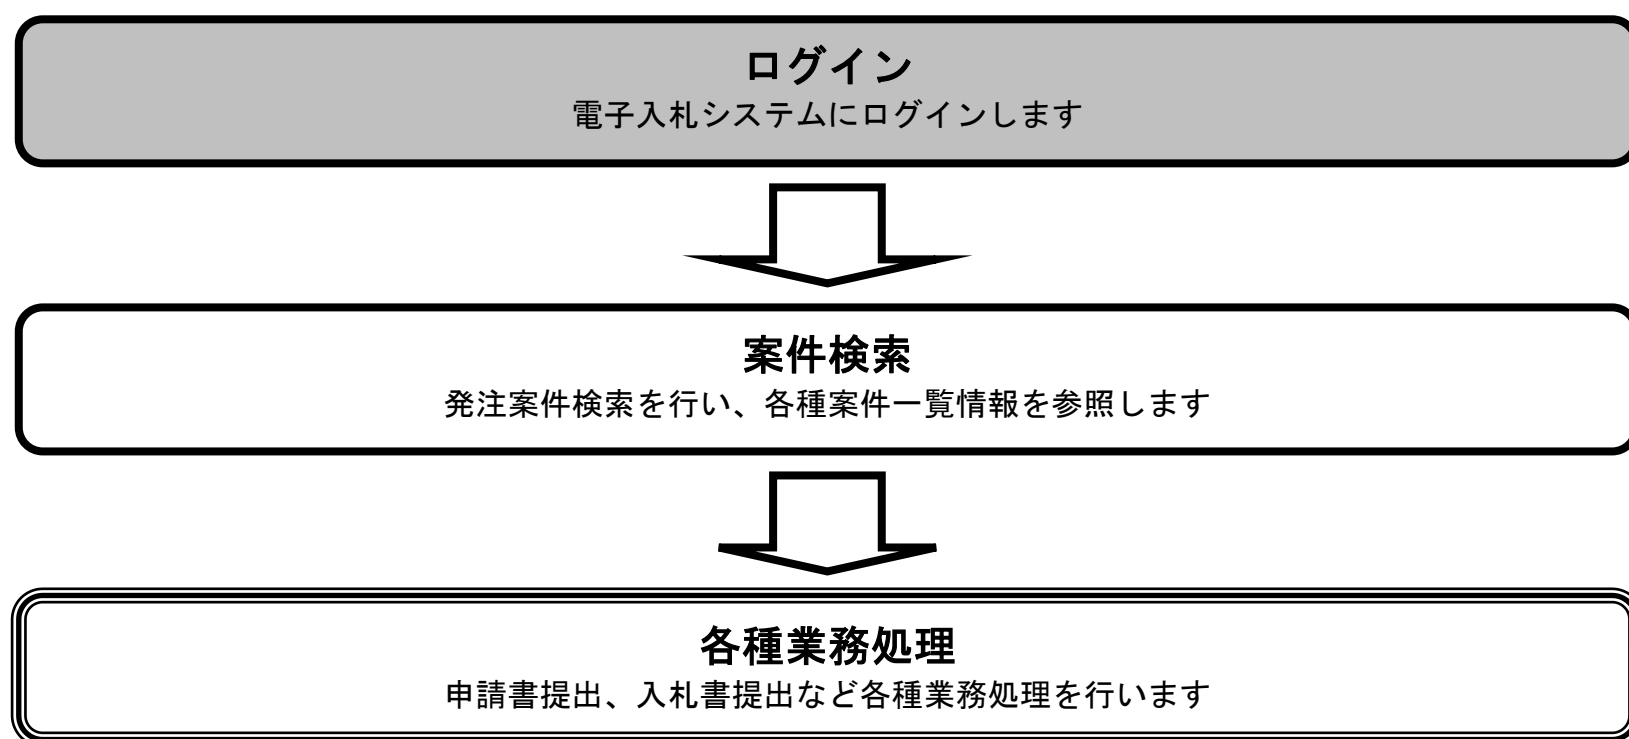 ログイン
電子入札システムにログインします
案件検索
発注案件検索を行い、各種案件一覧情報を参照します
各種業務処理
申請書提出、入札書提出など各種業務処理を行います